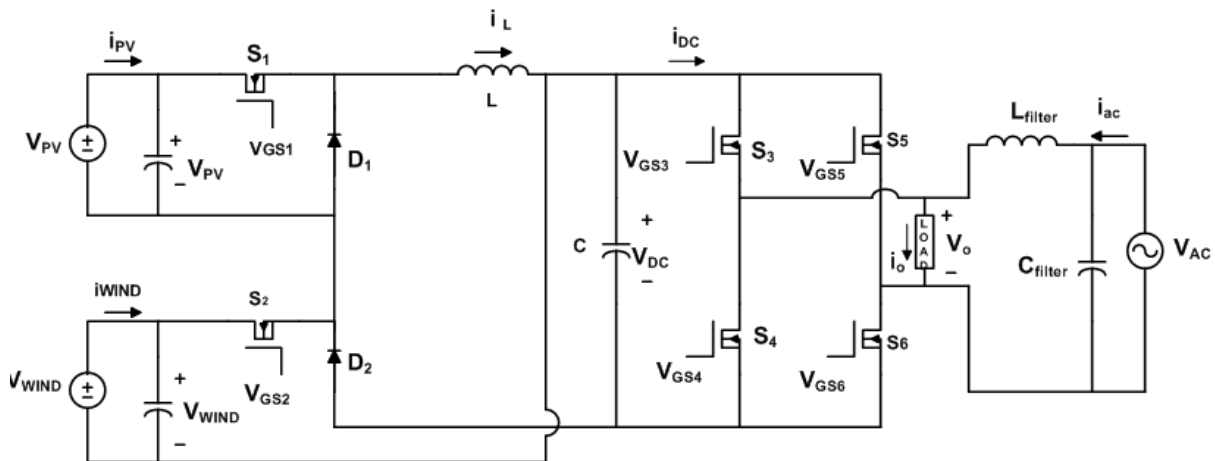 i L
iPV
S1
iDC
L
VPV
+
VPV
–
VGS1
D1
VGS3
S3
VGS5
S5
Lfilter
iac
C
+
VDC
–
LOAD
io
+
Vo
–
Cfilter
VAC
iWIND
S2
VWIND
+
VWIND
–
VGS2
D2
VGS4
S4
VGS6
S6